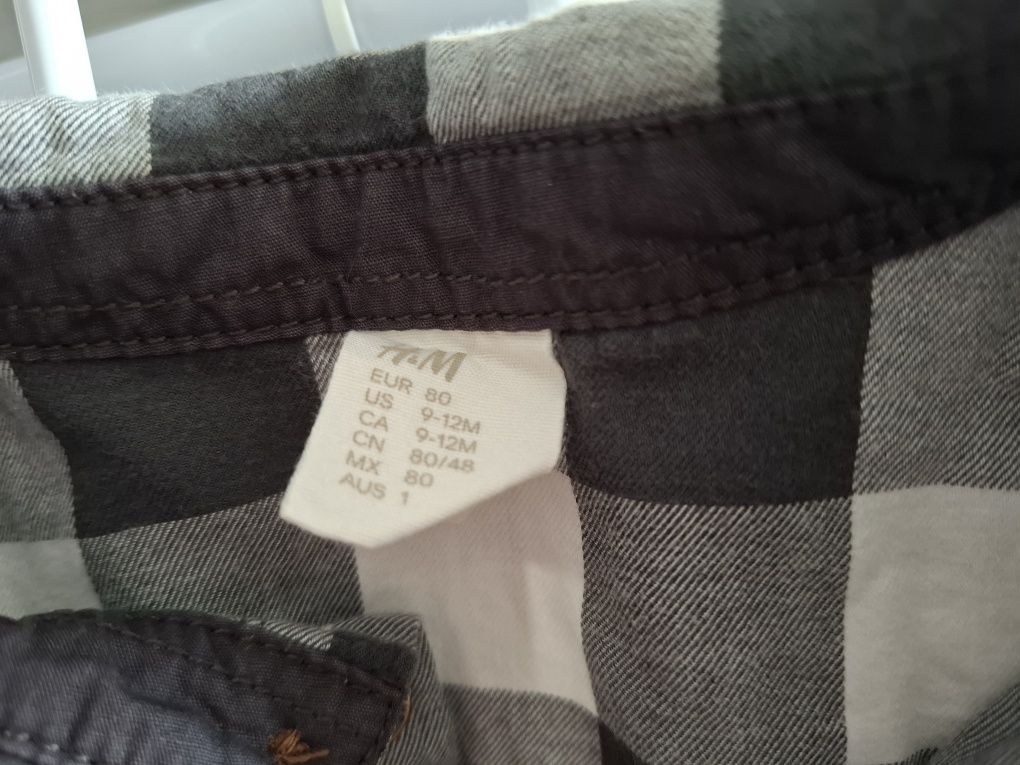 H&M
EUR 80
US 9-12M
CA 9-12M
CN 80/48
MX 80
AUS 1